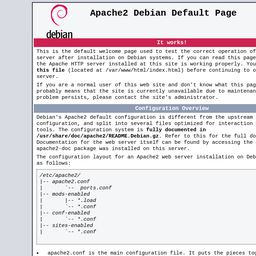 Apache2 Debian Default Page
debian
It works!
This is the default welcome page used to test the correct operation of
server after installation on Debian systems. If you can read this page
the Apache HTTP server installed at this site is working properly. You
this file (located at /var/www/html/index.html) before continuing to o
server.
If you are a normal user of this web site and don't know what this pag
probably means that the site is currently unavailable due to maintenan
problem persists, please contact the site's administrator.
Configuration Overview
Debian's Apache2 default configuration is different from the upstream
configuration, and split into several files optimized for interaction
tools. The configuration system is fully documented in
/usr/share/doc/apache2/README.Debian.gz. Refer to this for the full do
Documentation for the web server itself can be found by accessing the
apache2-doc package was installed on this server.
The configuration layout for an Apache2 web server installation on Deb
as follows:
/etc/apache2/
|-- apache2.conf
|       `--  ports.conf
|-- mods-enabled
|       |-- *.load
|       `-- *.conf
|-- conf-enabled
|       `-- *.conf
|-- sites-enabled
|       `-- *.conf
• apache2.conf is the main configuration file. It puts the pieces tog